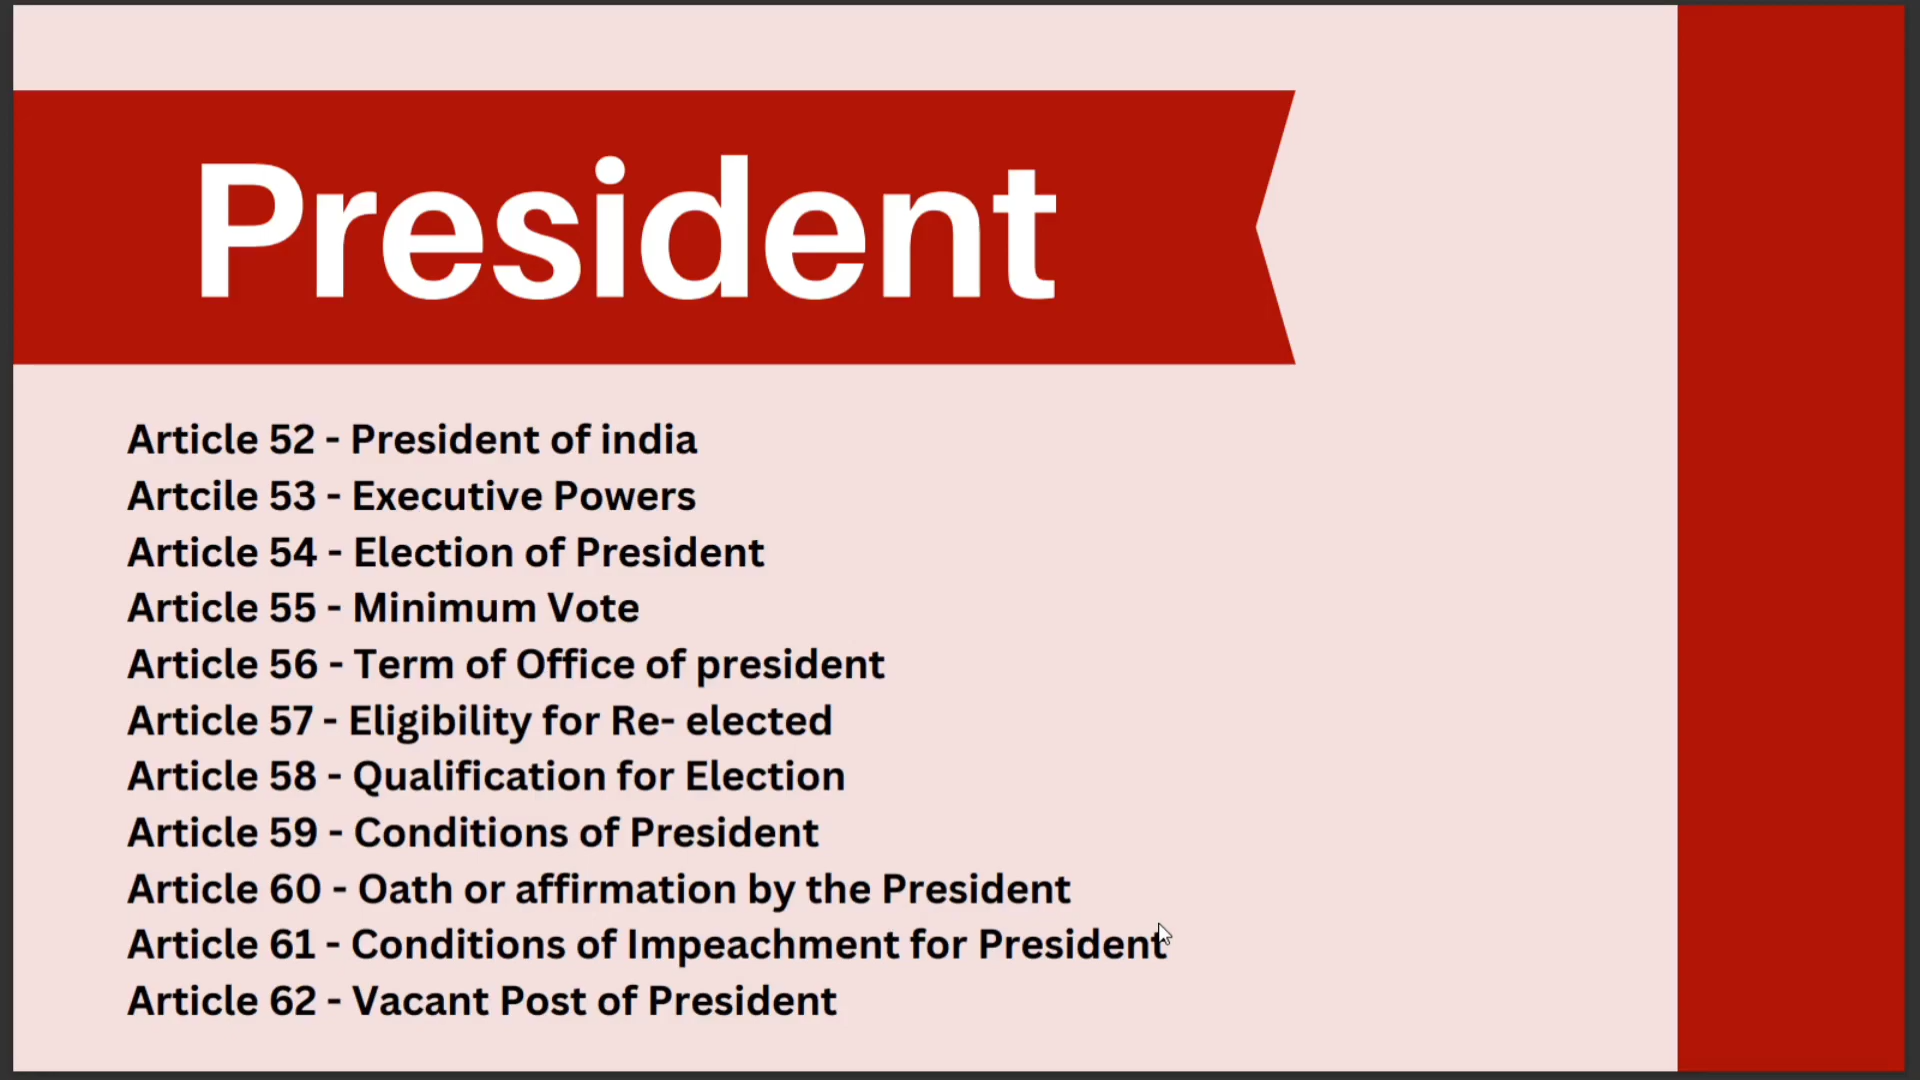 President
Article 52 - President of india
Artcile 53 - Executive Powers
Article 54 - Election of President
Article 55 - Minimum Vote
Article 56 - Term of Office of president
Article 57 - Eligibility for Re- elected
Article 58 - Qualification for Election
Article 59 - Conditions of President
Article 60 - Oath or affirmation by the President
Article 61 - Conditions of Impeachment for President
Article 62 - Vacant Post of President